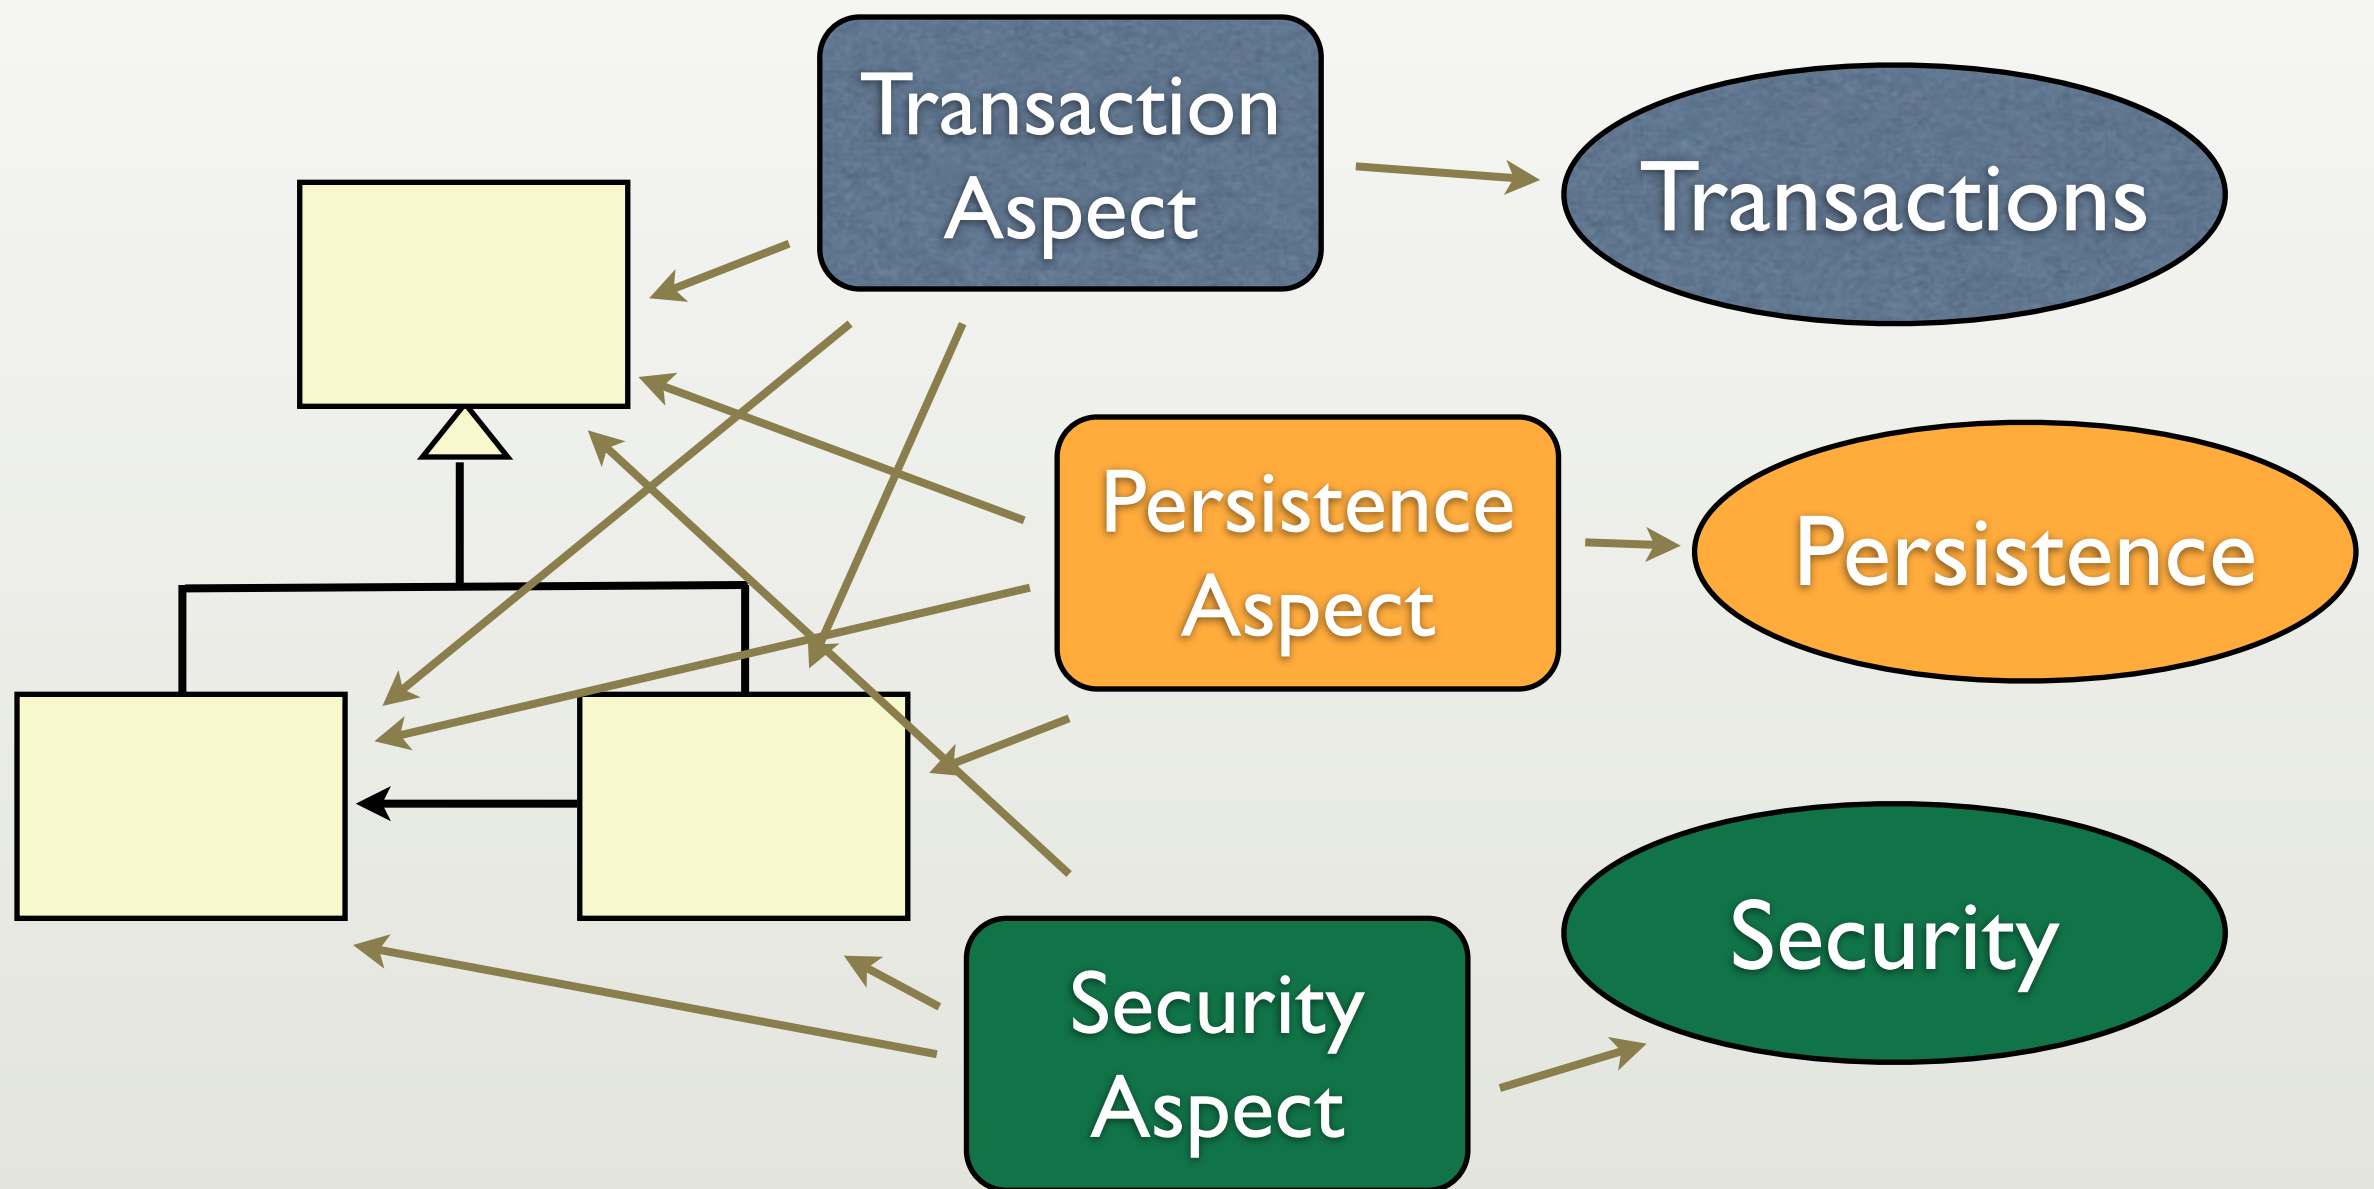 Transaction
Aspect
Transactions
Persistence
Aspect
Persistence
Security
Aspect
Security